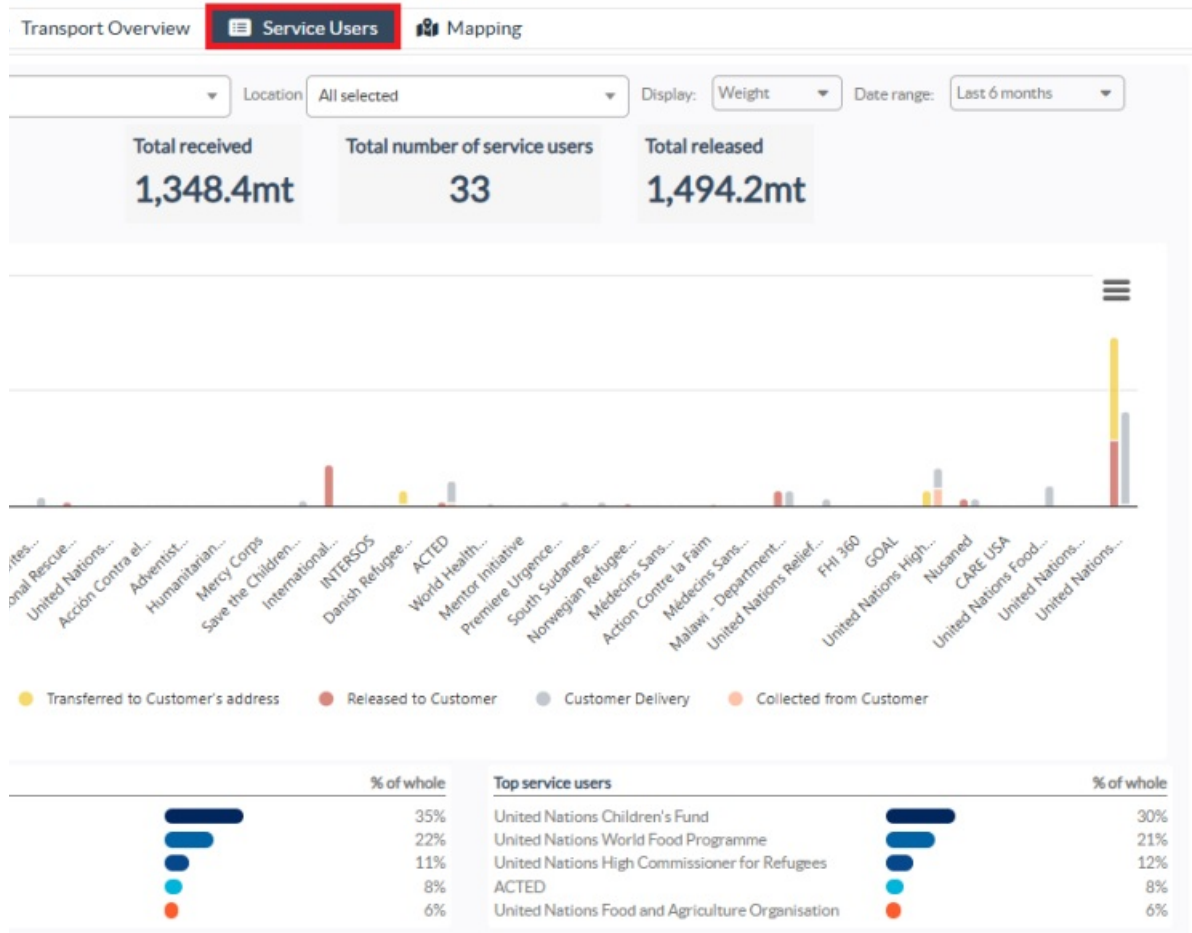 Transport Overview Service Users Mapping
Location All selected Display: Weight Date range: Last 6 months
Total received Total number of service users Total released
1,348.4mt 33 1,494.2mt
ites...
onal Rescue...
United Nations...
Acción Contra el...
Adventist...
Humanitarian...
Mercy Corps
Save the Children...
International...
INTERSOS
Danish Refugee...
ACTED
World Health...
Mentor Initiative
Premiere Urgence...
South Sudanese...
Norwegian Refugee...
Médecins Sans...
Action Contre la Faim
Médecins Sans...
Malawi - Department...
United Nations Relief...
FHI 360
GOAL
United Nations High...
Nusaned
CARE USA
United Nations Food...
United Nations...
United Nations...
Transferred to Customer's address Released to Customer Customer Delivery Collected from Customer
% of whole Top service users % of whole
35% United Nations Children's Fund 30%
22% United Nations World Food Programme 21%
11% United Nations High Commissioner for Refugees 12%
8% ACTED 8%
6% United Nations Food and Agriculture Organisation 6%